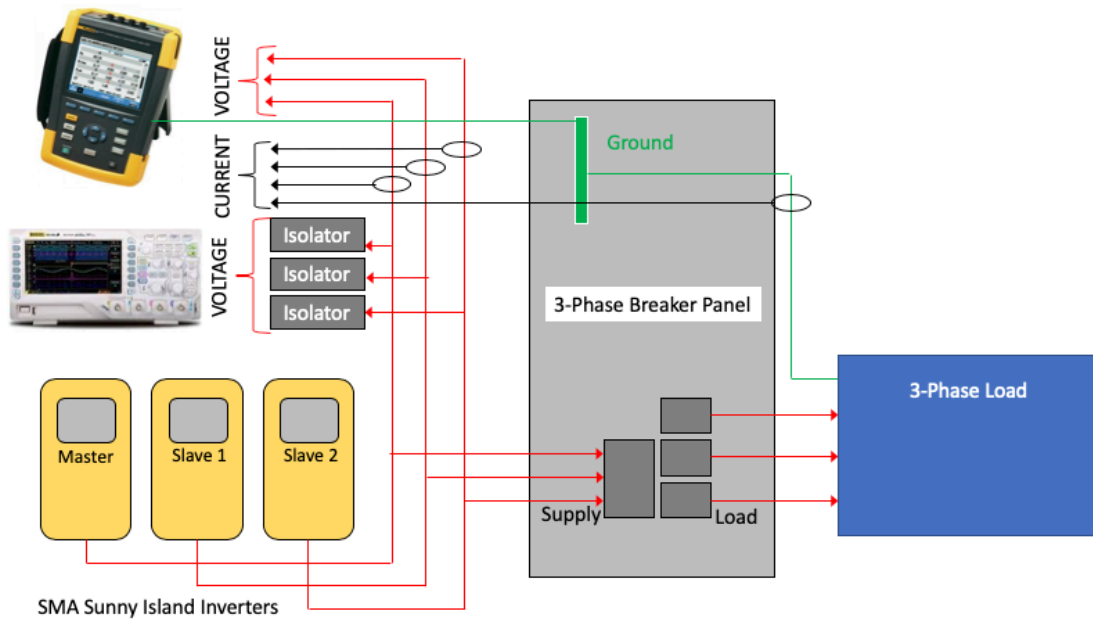 VOLTAGE
CURRENT
VOLTAGE
Isolator
Isolator
Isolator
Ground
3-Phase Breaker Panel
3-Phase Load
Master
Slave 1
Slave 2
Supply
Load
SMA Sunny Island Inverters